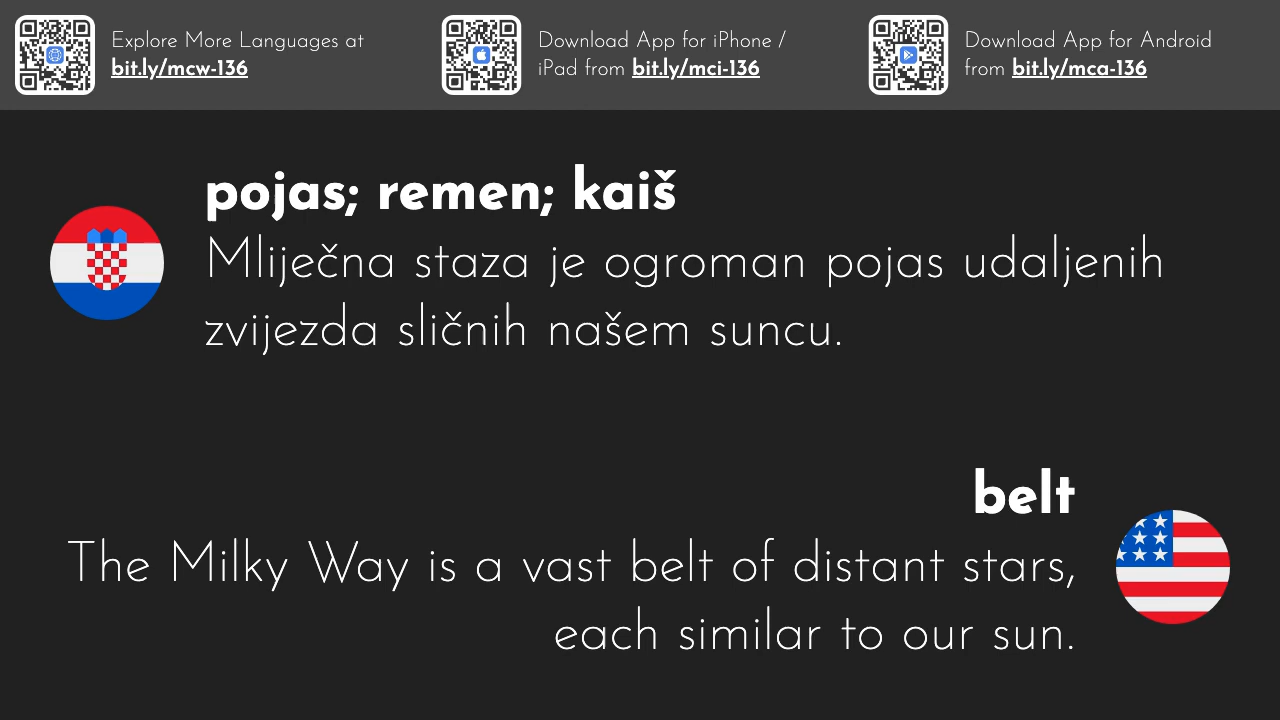 Explore More Languages at
bit.ly/mcw-136
Download App for iPhone /
iPad from bit.ly/mci-136
Download App for Android
from bit.ly/mca-136
pojas; remen; kaiš
Mliječna staza je ogroman pojas udaljenih
zvijezda sličnih našem suncu.
belt
The Milky Way is a vast belt of distant stars,
each similar to our sun.